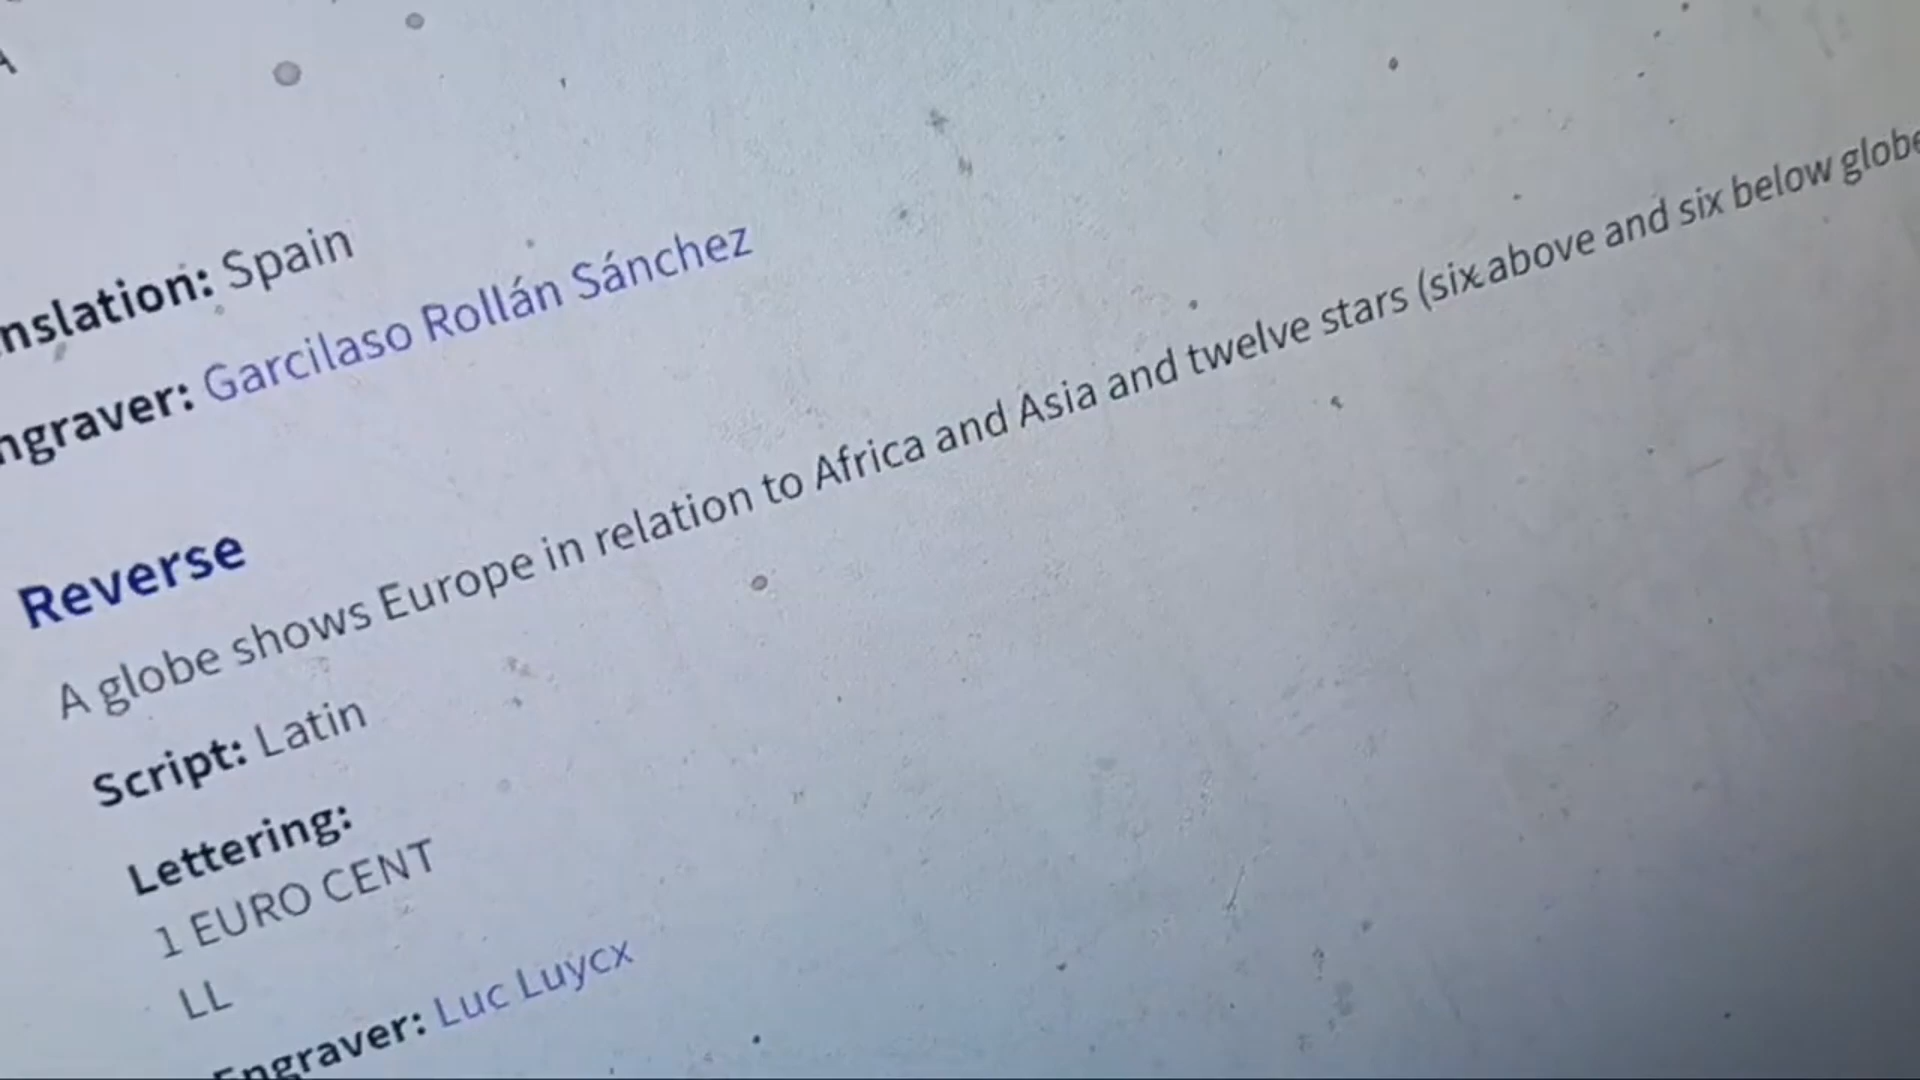 A
nslation: Spain
ngraver: Garcilaso Rollán Sánchez
Reverse
A globe shows Europe in relation to Africa and Asia and twelve stars (six above and six below globe
Script: Latin
Lettering:
1 EURO CENT
LL
Engraver: Luc Luycx